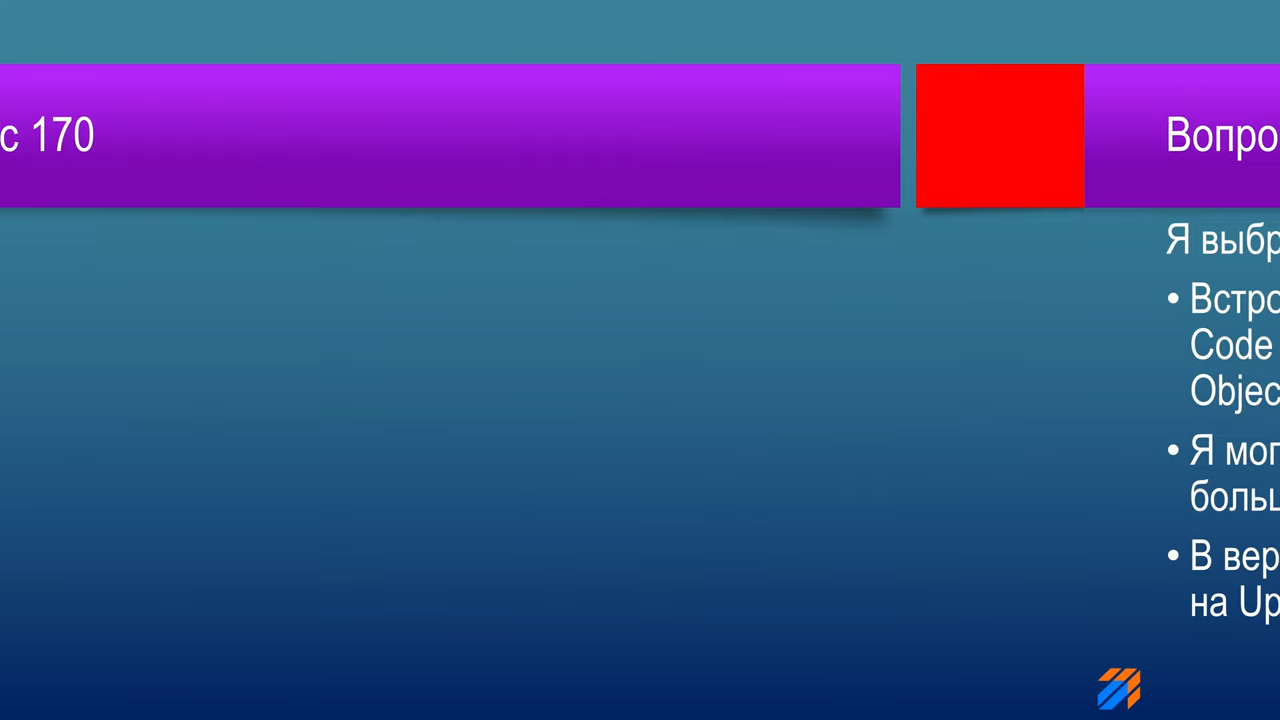 с 170
Вопро
Я выбр
• Встро
Code
Objec
• Я мог
больш
• В вер
на Up